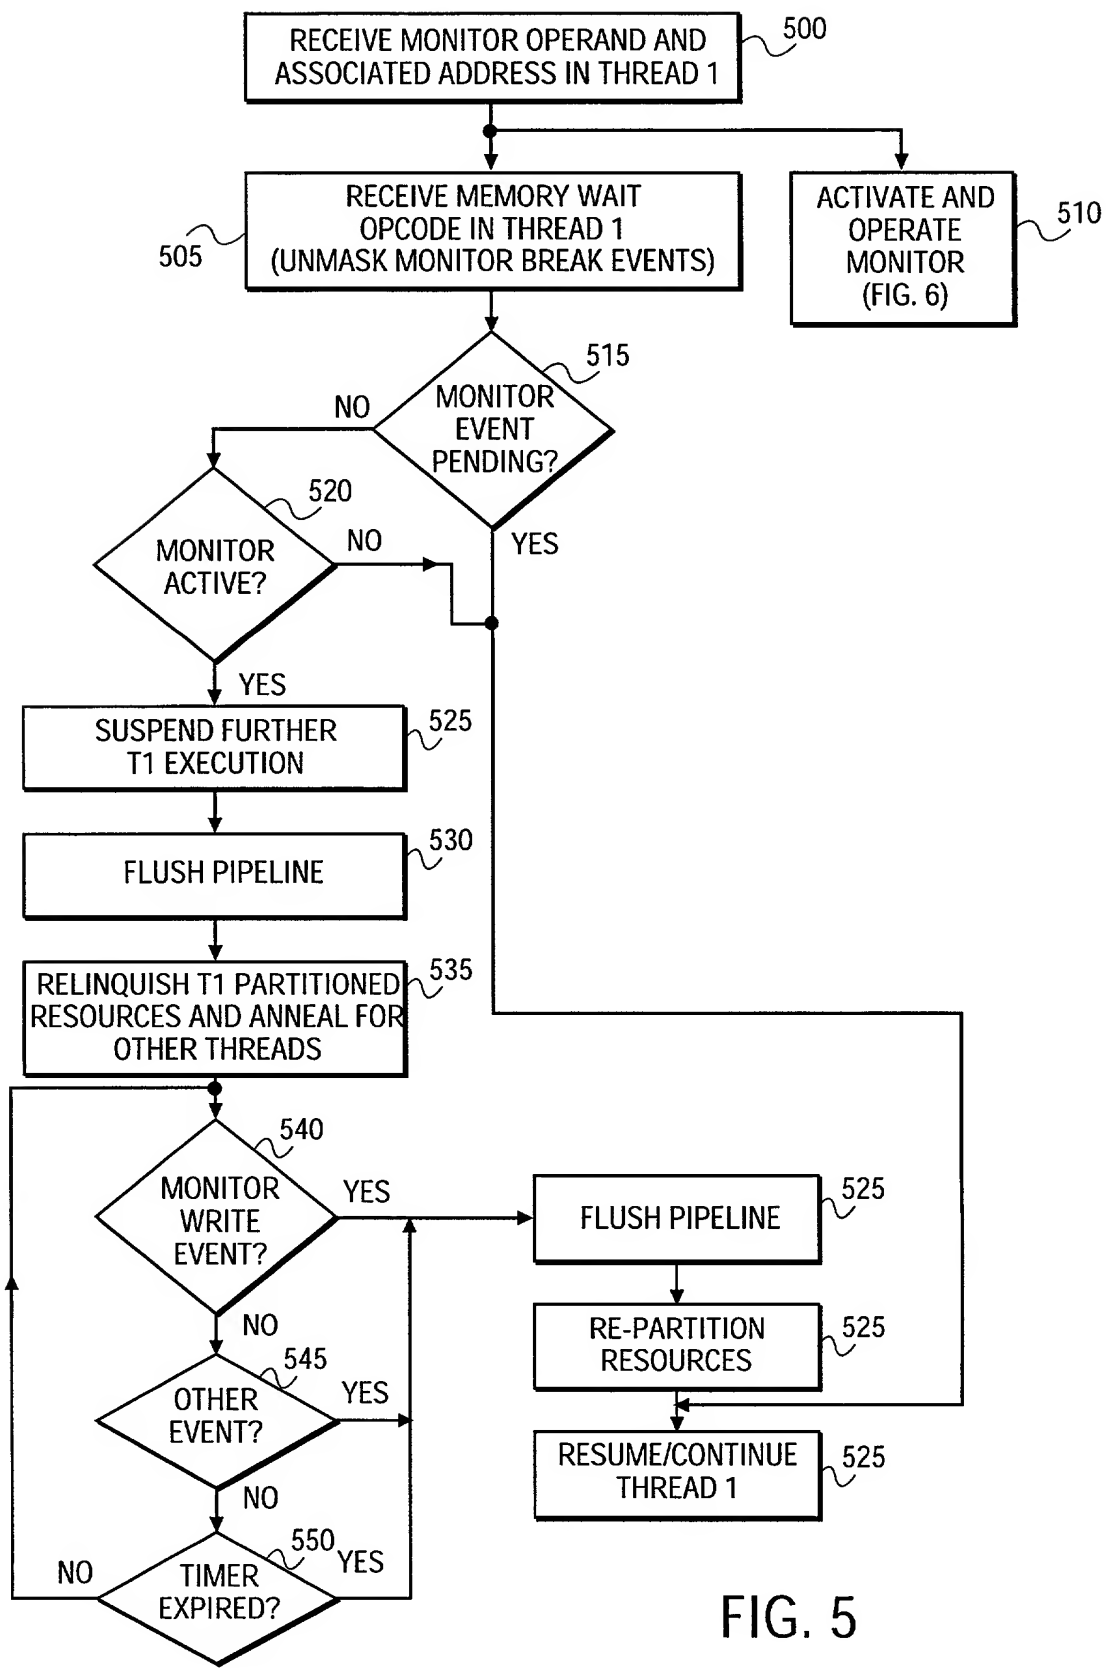 RECEIVE MONITOR OPERAND AND
ASSOCIATED ADDRESS IN THREAD 1
500
RECEIVE MEMORY WAIT
OPCODE IN THREAD 1
(UNMASK MONITOR BREAK EVENTS)
505
ACTIVATE AND
OPERATE
MONITOR
(FIG. 6)
510
MONITOR
EVENT
PENDING?
515
NO
YES
MONITOR
ACTIVE?
520
NO
YES
SUSPEND FURTHER
T1 EXECUTION
525
FLUSH PIPELINE
530
RELINQUISH T1 PARTITIONED
RESOURCES AND ANNEAL FOR
OTHER THREADS
535
MONITOR
WRITE
EVENT?
540
YES
NO
FLUSH PIPELINE
525
RE-PARTITION
RESOURCES
525
OTHER
EVENT?
545
YES
NO
RESUME/CONTINUE
THREAD 1
525
TIMER
EXPIRED?
550
YES
NO
FIG. 5